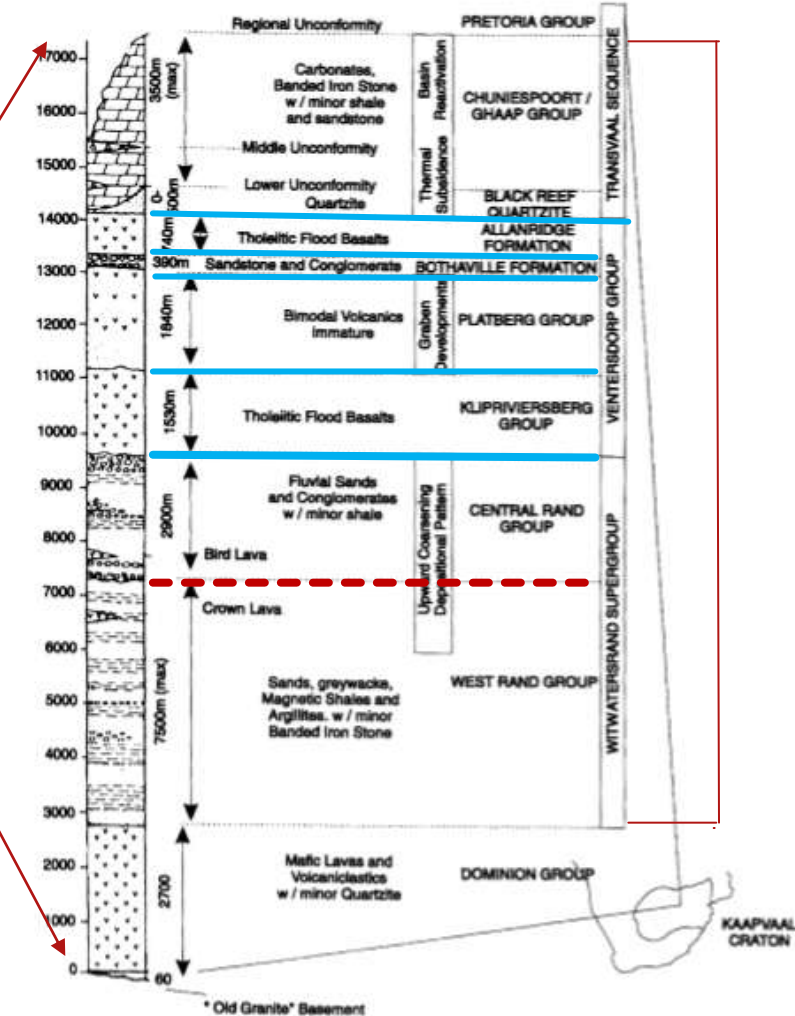 Regional Unconformity
PRETORIA GROUP
17000
16000
15000
14000
13000
12000
11000
10000
9000
8000
7000
6000
5000
4000
3000
2000
1000
0
3500m
(max)
Carbonates,
Banded Iron Stone
w / minor shale
and sandstone
Basin
Reactivation
CHUNIESPOORT /
GHAAP GROUP
TRANSVAAL SEQUENCE
Middle Unconformity
Thermal
Subsidence
Lower Unconformity
Quartzite
BLACK REEF
QUARTZITE
Tholeiitic Flood Basalts
ALLANRIDGE
FORMATION
390m
Sandstone and Conglomerate
BOTHAVILLE FORMATION
1840m
Bimodal Volcanics
Immature
Graben
Developments
PLATBERG GROUP
VENTERSDORP GROUP
1530m
Tholeiitic Flood Basalts
KLIPRIVIERSBERG
GROUP
2900m
Fluvial Sands
and Conglomerates
w / minor shale
Upward Coarsening
Depositional Pattern
CENTRAL RAND
GROUP
Bird Lava
Crown Lava
WITWATERSRAND SUPERGROUP
7500m (max)
Sands, greywacke,
Magnetic Shales and
Argillites. w / minor
Banded Iron Stone
WEST RAND GROUP
2700
Mafic Lavas and
Volcaniclastics
w / minor Quartzite
DOMINION GROUP
KAAPVAAL
CRATON
60
"Old Granite" Basement